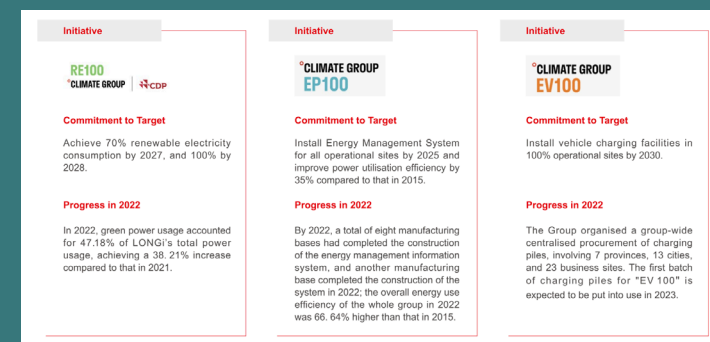 Initiative
RE100
°CLIMATE GROUP
CDP
Commitment to Target
Achieve 70% renewable electricity
consumption by 2027, and 100% by
2028.
Progress in 2022
In 2022, green power usage accounted
for 47.18% of LONGi's total power
usage, achieving a 38. 21% increase
compared to that in 2021.
Initiative
°CLIMATE GROUP
EP100
Commitment to Target
Install Energy Management System
for all operational sites by 2025 and
improve power utilisation efficiency by
35% compared to that in 2015.
Progress in 2022
By 2022, a total of eight manufacturing
bases had completed the construction
of the energy management information
system, and another manufacturing
base completed the construction of the
system in 2022; the overall energy use
efficiency of the whole group in 2022
was 66. 64% higher than that in 2015.
Initiative
°CLIMATE GROUP
EV100
Commitment to Target
Install vehicle charging facilities in
100% operational sites by 2030.
Progress in 2022
The Group organised a group-wide
centralised procurement of charging
piles, involving 7 provinces, 13 cities,
and 23 business sites. The first batch
of charging piles for "EV 100" is
expected to be put into use in 2023.